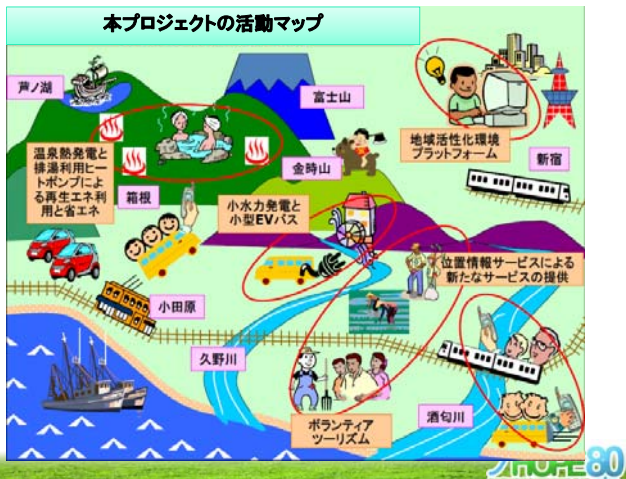 本プロジェクトの活動マップ
芦ノ湖
富士山
地域活性化環境
プラットフォーム
新宿
温泉熱発電と
排湯利用ヒー
トポンプによ
る再生エネ利
用と省エネ
箱根
金時山
小水力発電と
小型EVバス
位置情報サービスによる
新たなサービスの提供
小田原
久野川
ボランティア
ツーリズム
酒匂川
HOPE80